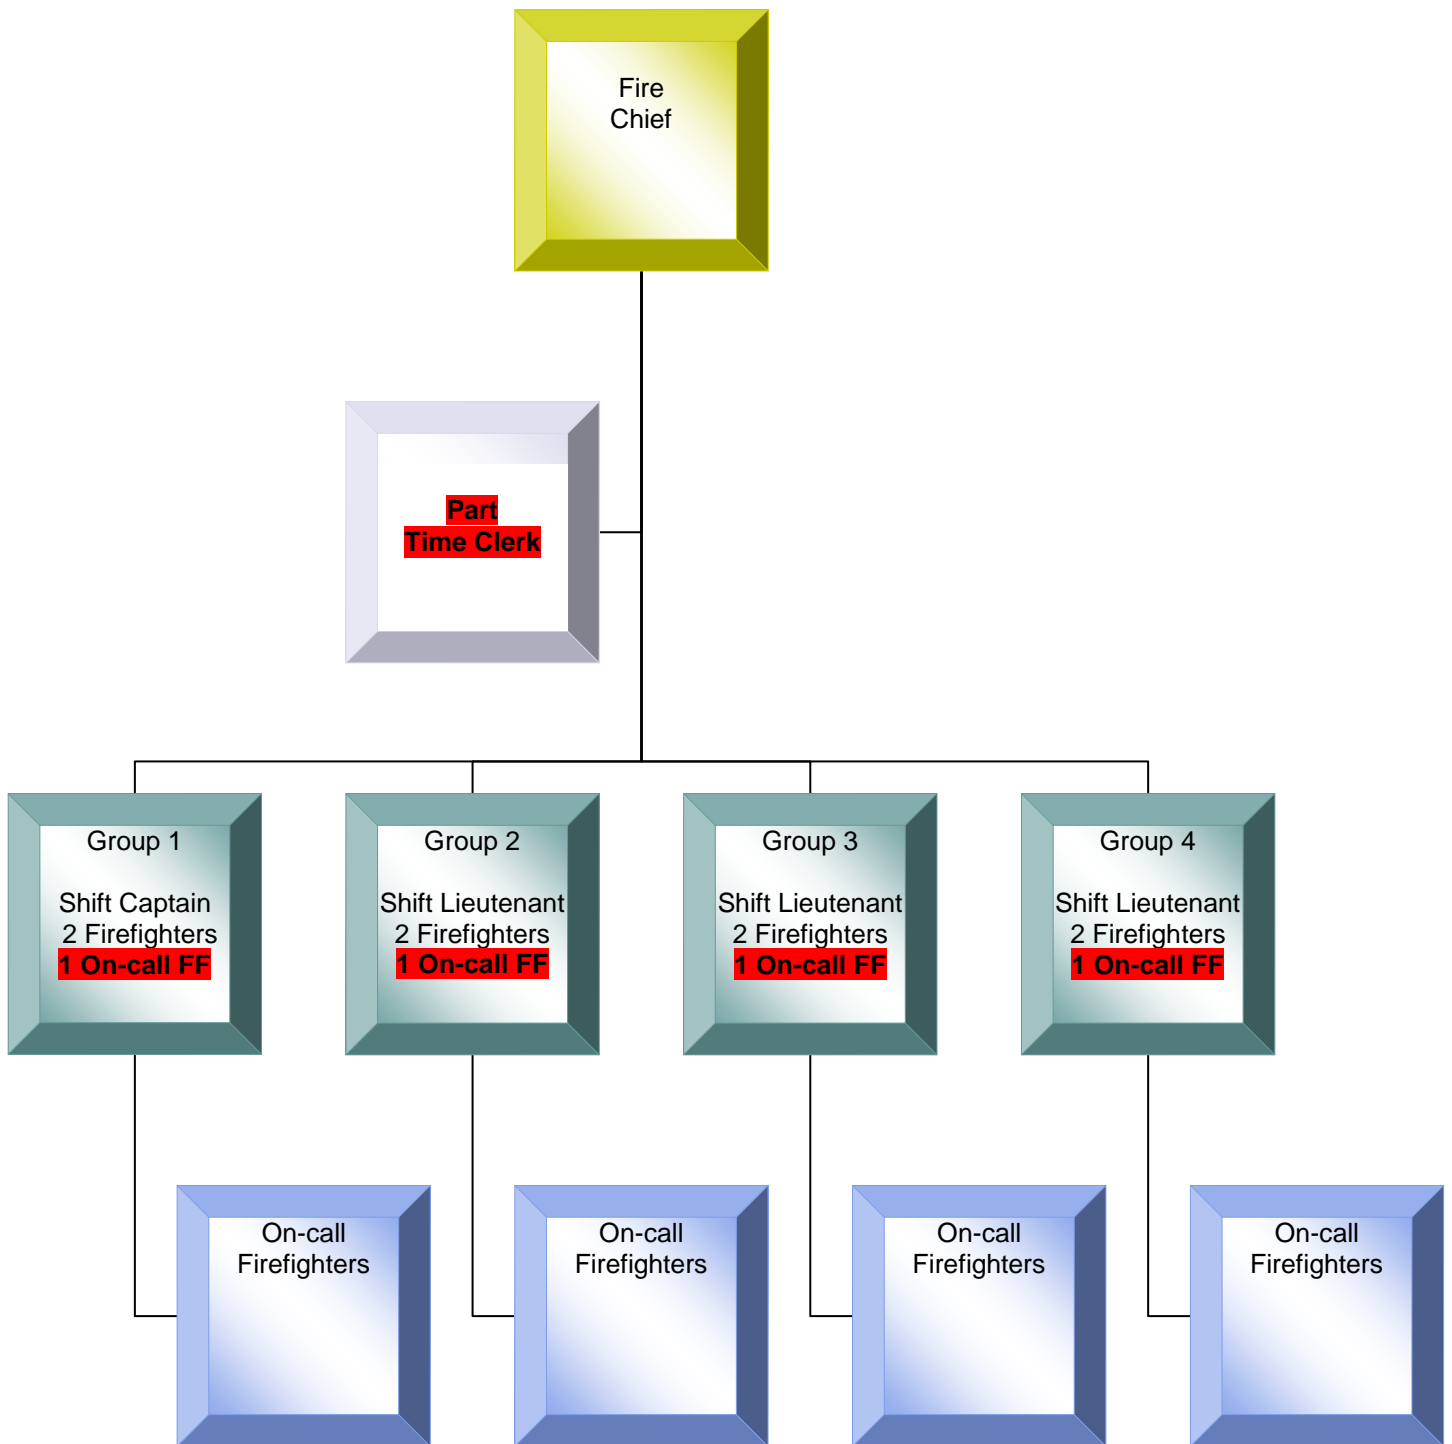 Fire
Chief
Part
Time Clerk
Group 1
Shift Captain
2 Firefighters
1 On-call FF
Group 2
Shift Lieutenant
2 Firefighters
1 On-call FF
Group 3
Shift Lieutenant
2 Firefighters
1 On-call FF
Group 4
Shift Lieutenant
2 Firefighters
1 On-call FF
On-call
Firefighters
On-call
Firefighters
On-call
Firefighters
On-call
Firefighters